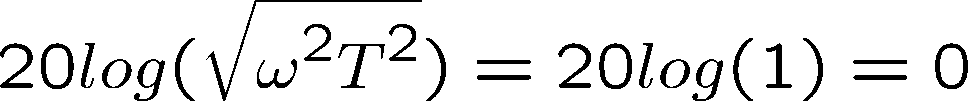 20log(√ω²T²) = 20log(1) = 0